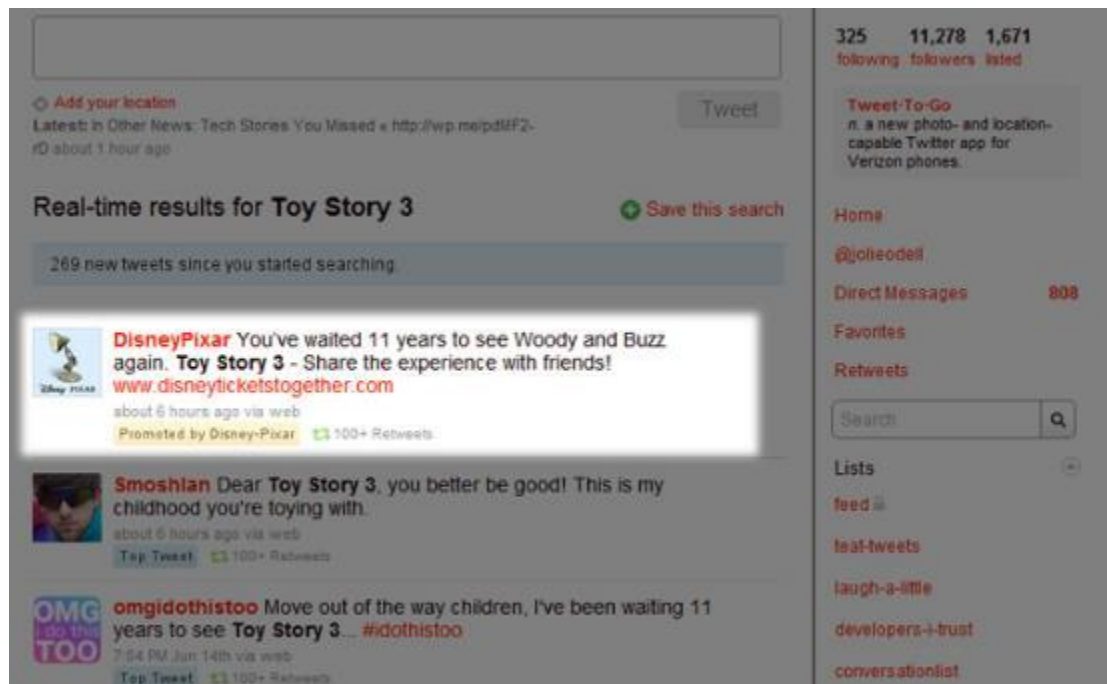 Add your location
Latest: In Other News: Tech Stories You Missed « http://wp.me/pdMF2-
rD about 1 hour ago
Tweet
Real-time results for Toy Story 3
Save this search
269 new tweets since you started searching.
DisneyPixar You've waited 11 years to see Woody and Buzz
again. Toy Story 3 - Share the experience with friends!
www.disneyticketstogether.com
about 6 hours ago via web
Promoted by Disney-Pixar 100+ Retweets
Disney PIXAR
Smoshian Dear Toy Story 3, you better be good! This is my
childhood you're toying with.
about 6 hours ago via web
Top Tweet 100+ Retweets
OMG
i do this
TOO
omgidothistoo Move out of the way children, I've been waiting 11
years to see Toy Story 3... #idothistoo
7:04 PM Jun 14th via web
Top Tweet 100+ Retweets
325 11,278 1,671
following followers listed
Tweet-To-Go
n. a new photo- and location-
capable Twitter app for
Verizon phones.
Home
@jolieodell
Direct Messages 808
Favorites
Retweets
Search
Lists
feed
teat-tweets
laugh-a-little
developers-i-trust
conversationlist